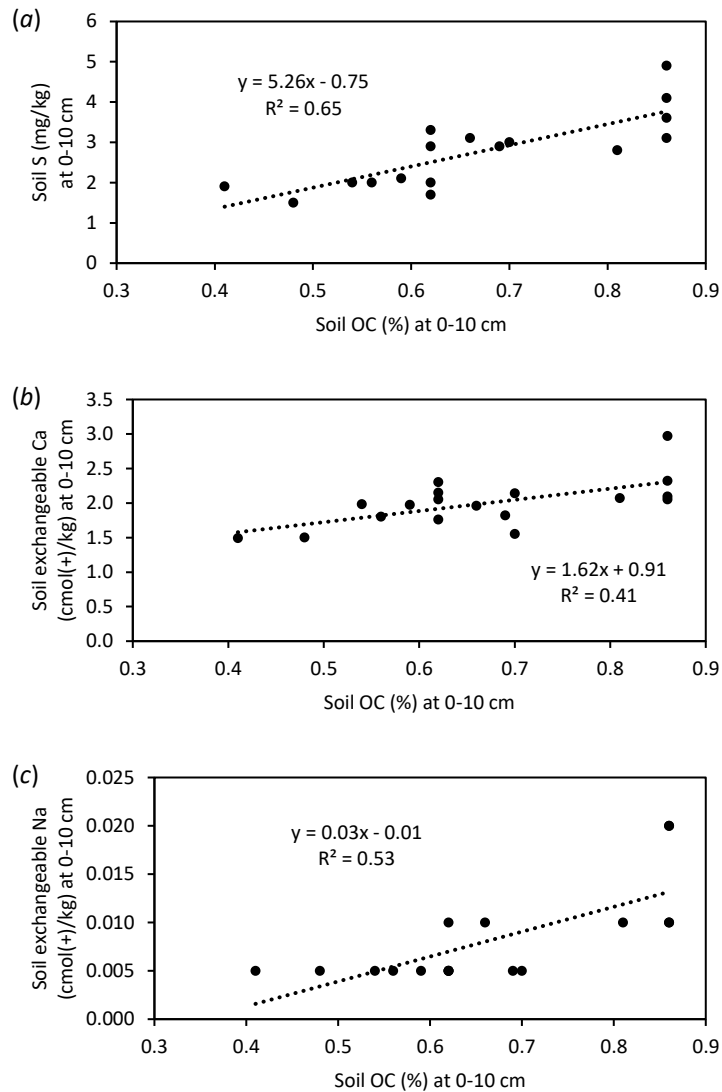 (a)
6
5
4
3
2
1
0
Soil S (mg/kg)
at 0-10 cm
y = 5.26x - 0.75
R² = 0.65
0.3 0.4 0.5 0.6 0.7 0.8 0.9
Soil OC (%) at 0-10 cm
(b)
3.5
3.0
2.5
2.0
1.5
1.0
0.5
0.0
Soil exchangeable Ca
(cmol(+)/kg) at 0-10 cm
y = 1.62x + 0.91
R² = 0.41
0.3 0.4 0.5 0.6 0.7 0.8 0.9
Soil OC (%) at 0-10 cm
(c)
0.025
0.020
0.015
0.010
0.005
0.000
Soil exchangeable Na
(cmol(+)/kg) at 0-10 cm
y = 0.03x - 0.01
R² = 0.53
0.3 0.4 0.5 0.6 0.7 0.8 0.9
Soil OC (%) at 0-10 cm